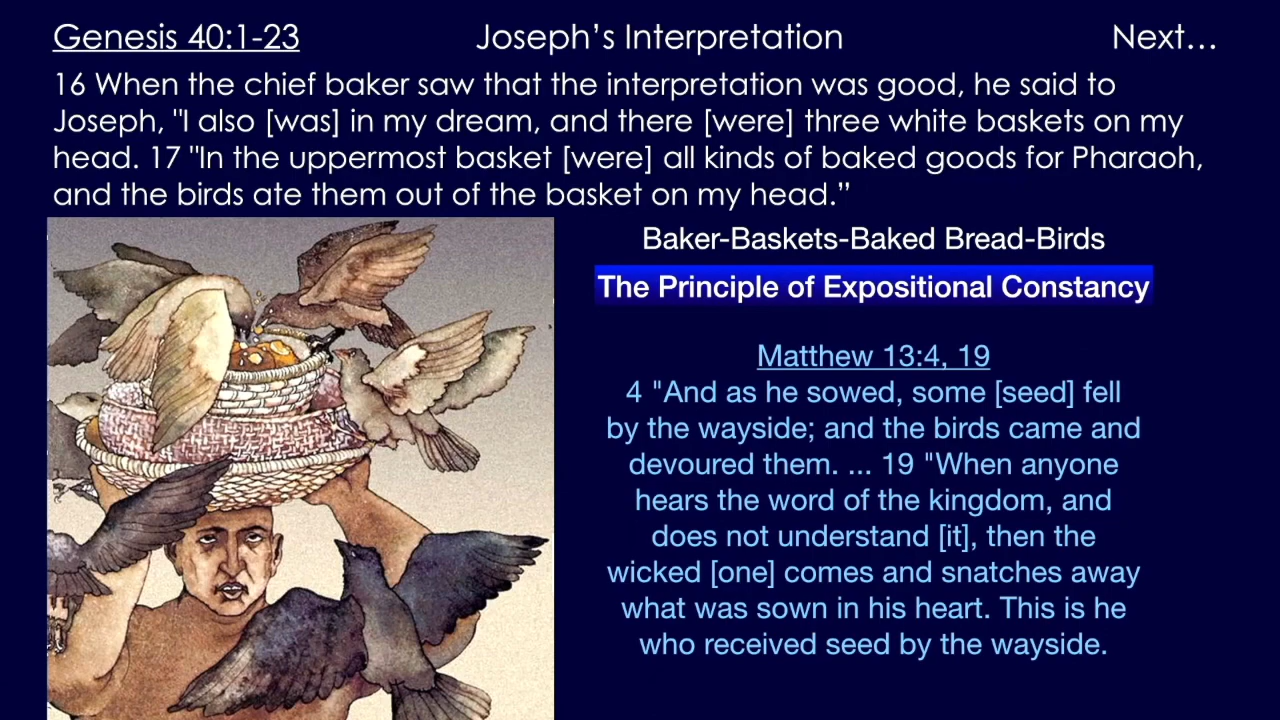 Genesis 40:1-23 Joseph’s Interpretation Next…
16 When the chief baker saw that the interpretation was good, he said to
Joseph, "I also [was] in my dream, and there [were] three white baskets on my
head. 17 "In the uppermost basket [were] all kinds of baked goods for Pharaoh,
and the birds ate them out of the basket on my head.”
Baker-Baskets-Baked Bread-Birds
The Principle of Expositional Constancy
Matthew 13:4, 19
4 "And as he sowed, some [seed] fell
by the wayside; and the birds came and
devoured them. ... 19 "When anyone
hears the word of the kingdom, and
does not understand [it], then the
wicked [one] comes and snatches away
what was sown in his heart. This is he
who received seed by the wayside.